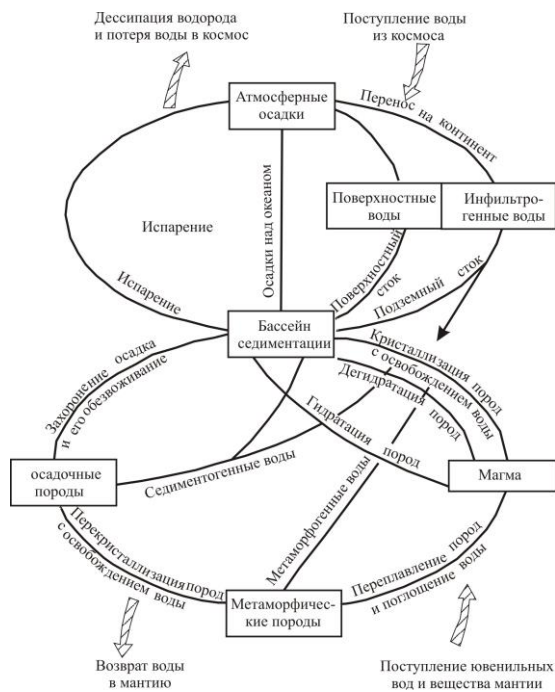 Диссипация водорода
и потеря воды в космос
Поступление воды
из космоса
Атмосферные
осадки
Перенос на континент
Поверхностные
воды
Инфильтро-
генные воды
Испарение
Осадки над океаном
Испарение
Поверхностный
сток
Подземный сток
Бассейн
седиментации
Кристаллизация пород
с освобождением воды
Дегидратация
пород
Захоронение осадка
и его обезвоживание
Гидратация пород
осадочные
породы
Седиментогенные воды
Магма
Метаморфогенные воды
Перекристаллизация пород
с освобождением воды
Переплавление пород
и поглощение воды
Метаморфичес-
кие породы
Возврат воды
в мантию
Поступление ювенильных
вод и вещества мантии